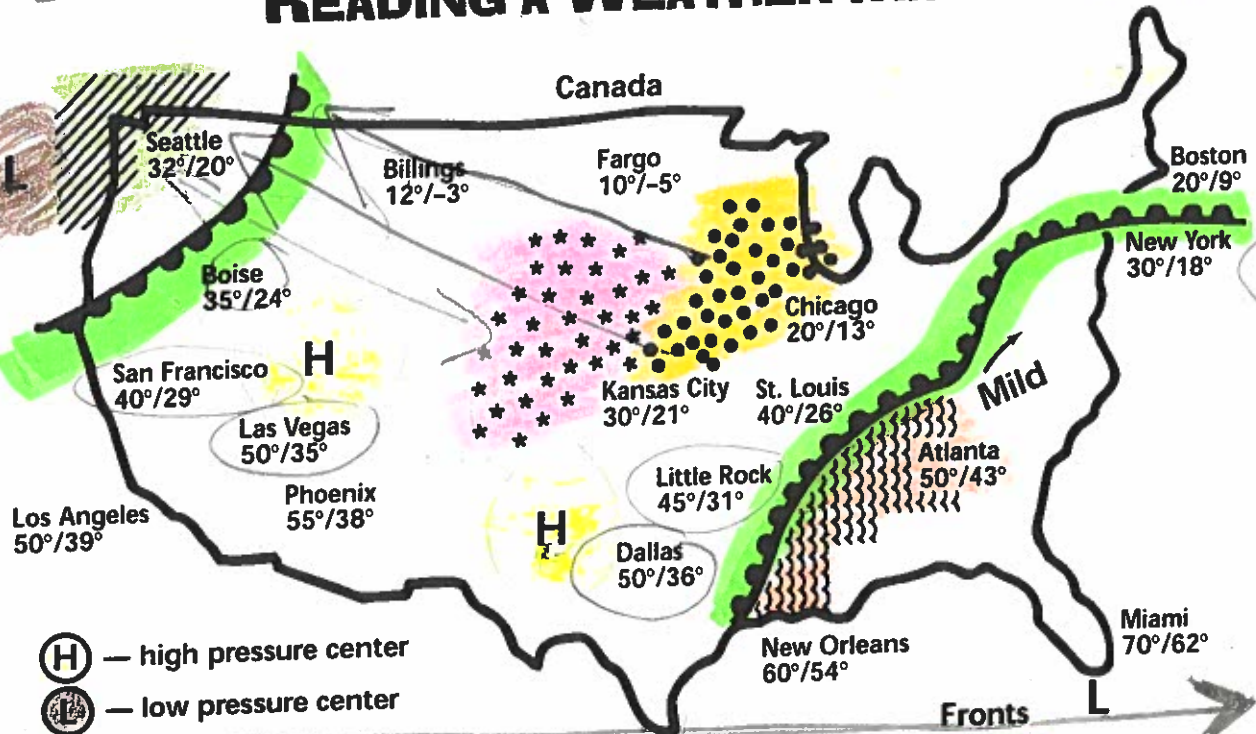 READING A WEATHER
Canada
Seattle
32°/20°
L
Billings
12°/–3°
Fargo
10°/–5°
Boston
20°/9°
New York
30°/18°
Boise
35°/24°
Chicago
20°/13°
H
San Francisco
40°/29°
Kansas City
30°/21°
St. Louis
40°/26°
Mild
Las Vegas
50°/35°
Atlanta
50°/43°
Little Rock
45°/31°
Phoenix
55°/38°
Los Angeles
50°/39°
H
Dallas
50°/36°
New Orleans
60°/54°
Miami
70°/62°
L
H — high pressure center
L — low pressure center
Fronts